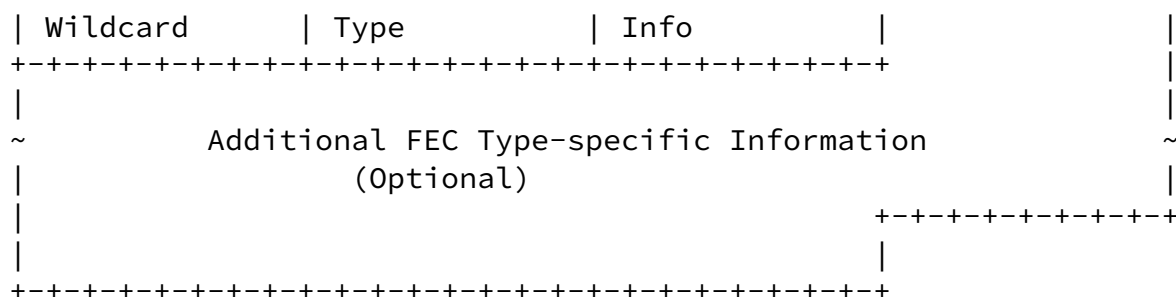 | Wildcard      | Type          | Info          |               |
+-+-+-+-+-+-+-+-+-+-+-+-+-+-+-+-+-+-+-+-+-+-+-+-+               |
|                                                               |
~          Additional FEC Type-specific Information             ~
|                  (Optional)                                   |
|                                               +-+-+-+-+-+-+-+-+
|                                               |
+-+-+-+-+-+-+-+-+-+-+-+-+-+-+-+-+-+-+-+-+-+-+-+-+